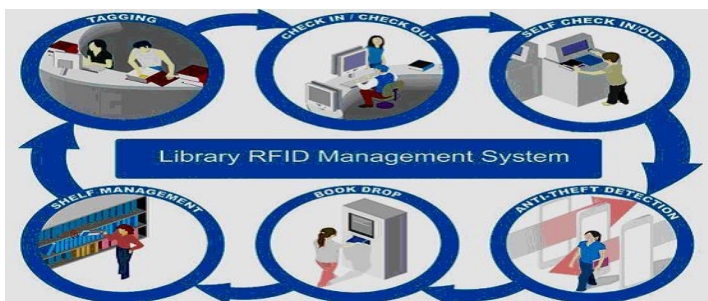 TAGGING
CHECK IN / CHECK OUT
SELF CHECK IN/OUT
Library RFID Management System
SHELF MANAGEMENT
BOOK DROP
ANTI-THEFT DETECTION